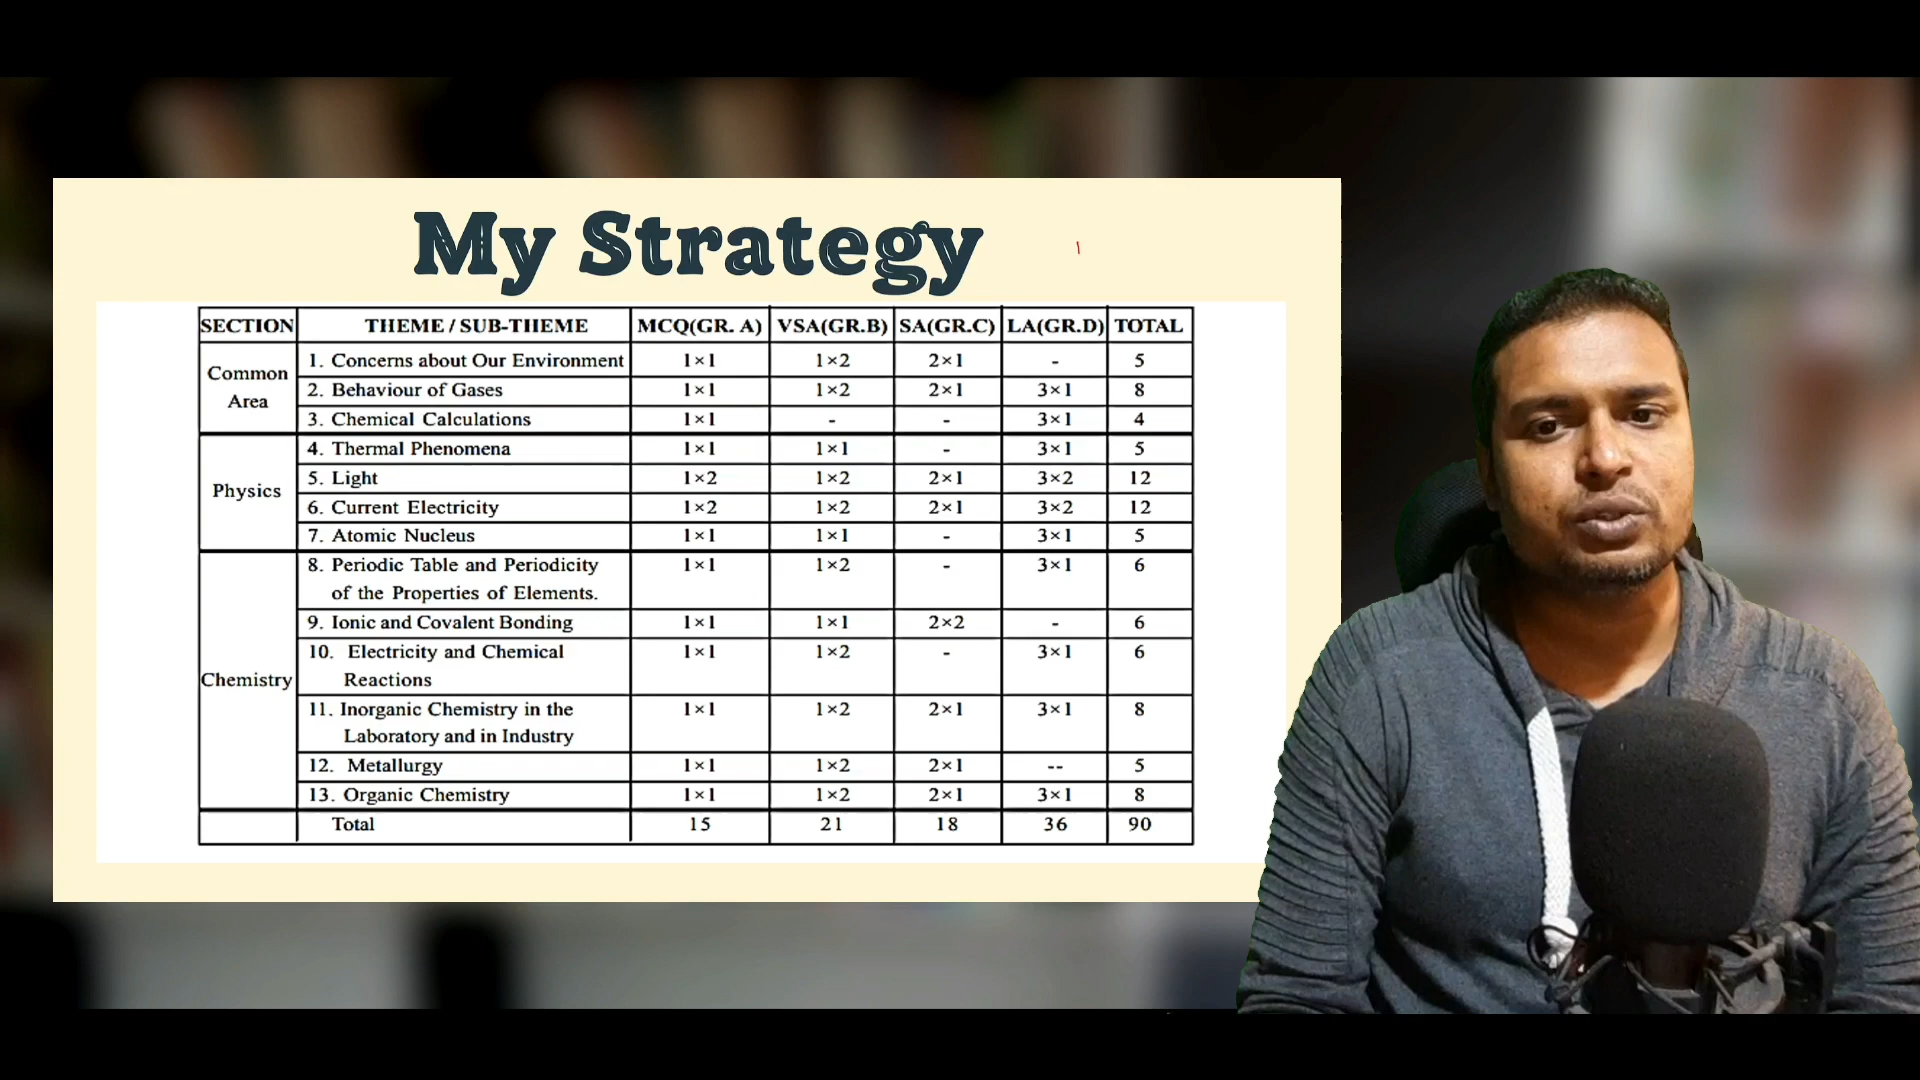 My Strategy
SECTION THEME / SUB-THEME MCQ(GR. A) VSA(GR.B) SA(GR.C) LA(GR.D) TOTAL
Common Area
1. Concerns about Our Environment 1×1 1×2 2×1 - 5
2. Behaviour of Gases 1×1 1×2 2×1 3×1 8
3. Chemical Calculations 1×1 - - 3×1 4
Physics
4. Thermal Phenomena 1×1 1×1 - 3×1 5
5. Light 1×2 1×2 2×1 3×2 12
6. Current Electricity 1×2 1×2 2×1 3×2 12
7. Atomic Nucleus 1×1 1×1 - 3×1 5
Chemistry
8. Periodic Table and Periodicity 1×1 1×2 - 3×1 6
of the Properties of Elements.
9. Ionic and Covalent Bonding 1×1 1×1 2×2 - 6
10. Electricity and Chemical 1×1 1×2 - 3×1 6
Reactions
11. Inorganic Chemistry in the 1×1 1×2 2×1 3×1 8
Laboratory and in Industry
12. Metallurgy 1×1 1×2 2×1 -- 5
13. Organic Chemistry 1×1 1×2 2×1 3×1 8
Total 15 21 18 36 90